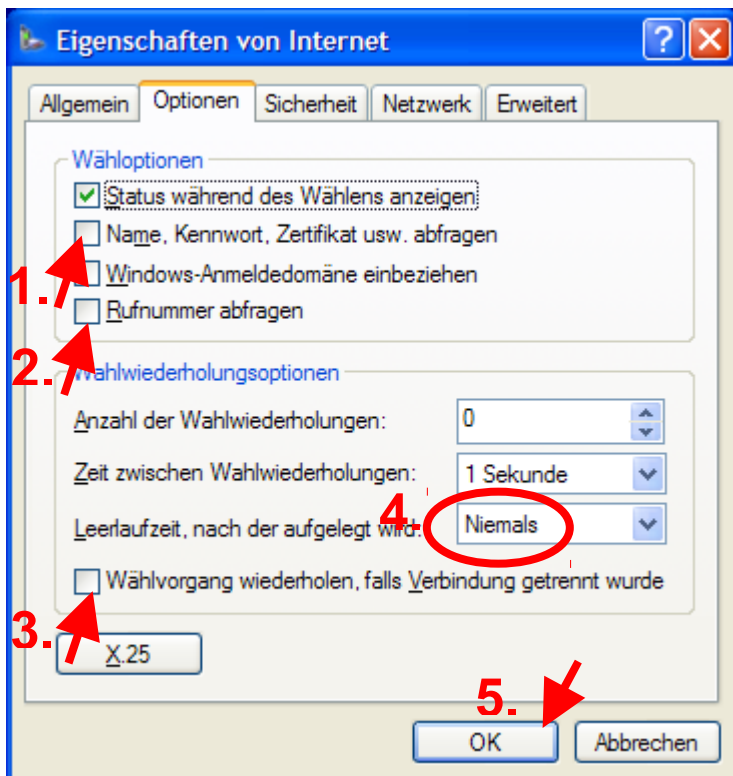 Eigenschaften von Internet
?
Allgemein Optionen Sicherheit Netzwerk Erweitert
Wähloptionen
Status während des Wählens anzeigen
Name, Kennwort, Zertifikat usw. abfragen
1. Windows-Anmeldedomäne einbeziehen
Rufnummer abfragen
2. Wahlwiederholungsoptionen
Anzahl der Wahlwiederholungen: 0
Zeit zwischen Wahlwiederholungen: 1 Sekunde
4.
Leerlaufzeit, nach der aufgelegt wird: Niemals
Wählvorgang wiederholen, falls Verbindung getrennt wurde
3. X.25
5.
OK Abbrechen